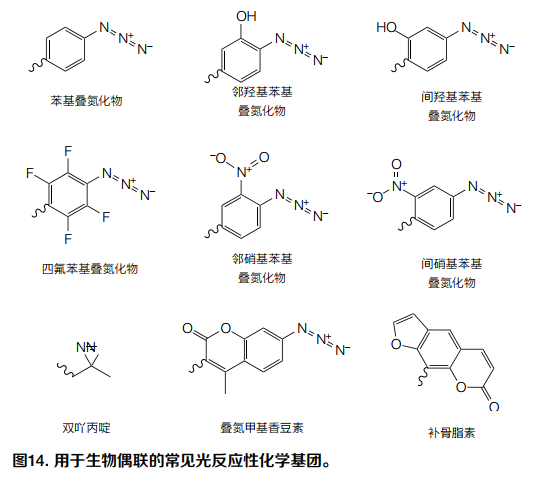 N N⁺ N⁻
OH
N N⁺ N⁻
HO
N N⁺ N⁻
苯基叠氮化物
邻羟基苯基
叠氮化物
间羟基苯基
叠氮化物
F F
N N⁺ N⁻
F F
⁻O N⁺ O
N N⁺ N⁻
O
⁻O N⁺
N N⁺ N⁻
四氟苯基叠氮化物
邻硝基苯基
叠氮化物
间硝基苯基
叠氮化物
N N
O O
N N⁺ N⁻
O
O O
双吖丙啶
叠氮甲基香豆素
补骨脂素
图14. 用于生物偶联的常见光反应性化学基团。